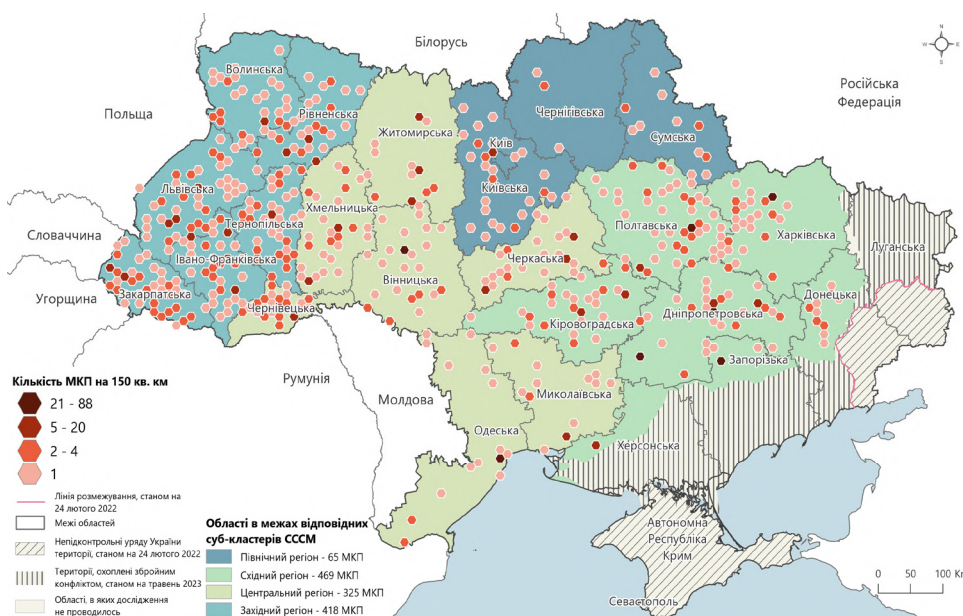 Білорусь
N
W
E
S
Російська
Федерація
Польща
Волинська
Рівненська
Житомирська
Чернігівська
Сумська
Київ
Київська
Львівська
Хмельницька
Тернопільська
Полтавська
Харківська
Луганська
Словаччина
Івано-Франківська
Вінницька
Черкаська
Угорщина
Закарпатська
Чернівецька
Кіровоградська
Дніпропетровська
Донецька
Запорізька
Румунія
Молдова
Миколаївська
Одеська
Херсонська
Автономна
Республіка
Крим
Севастополь
Кількість МКП на 150 кв. км
21 - 88
5 - 20
2 - 4
1
Лінія розмежування, станом на
24 лютого 2022
Межі областей
Непідконтрольні уряду України
території, станом на 24 лютого 2022
Території, охоплені збройним
конфліктом, станом на травень 2023
Області, в яких дослідження
не проводилось
Області в межах відповідних
суб-кластерів СССМ
Північний регіон - 65 МКП
Східний регіон - 469 МКП
Центральний регіон - 325 МКП
Західний регіон - 418 МКП
0 50 100 Кт